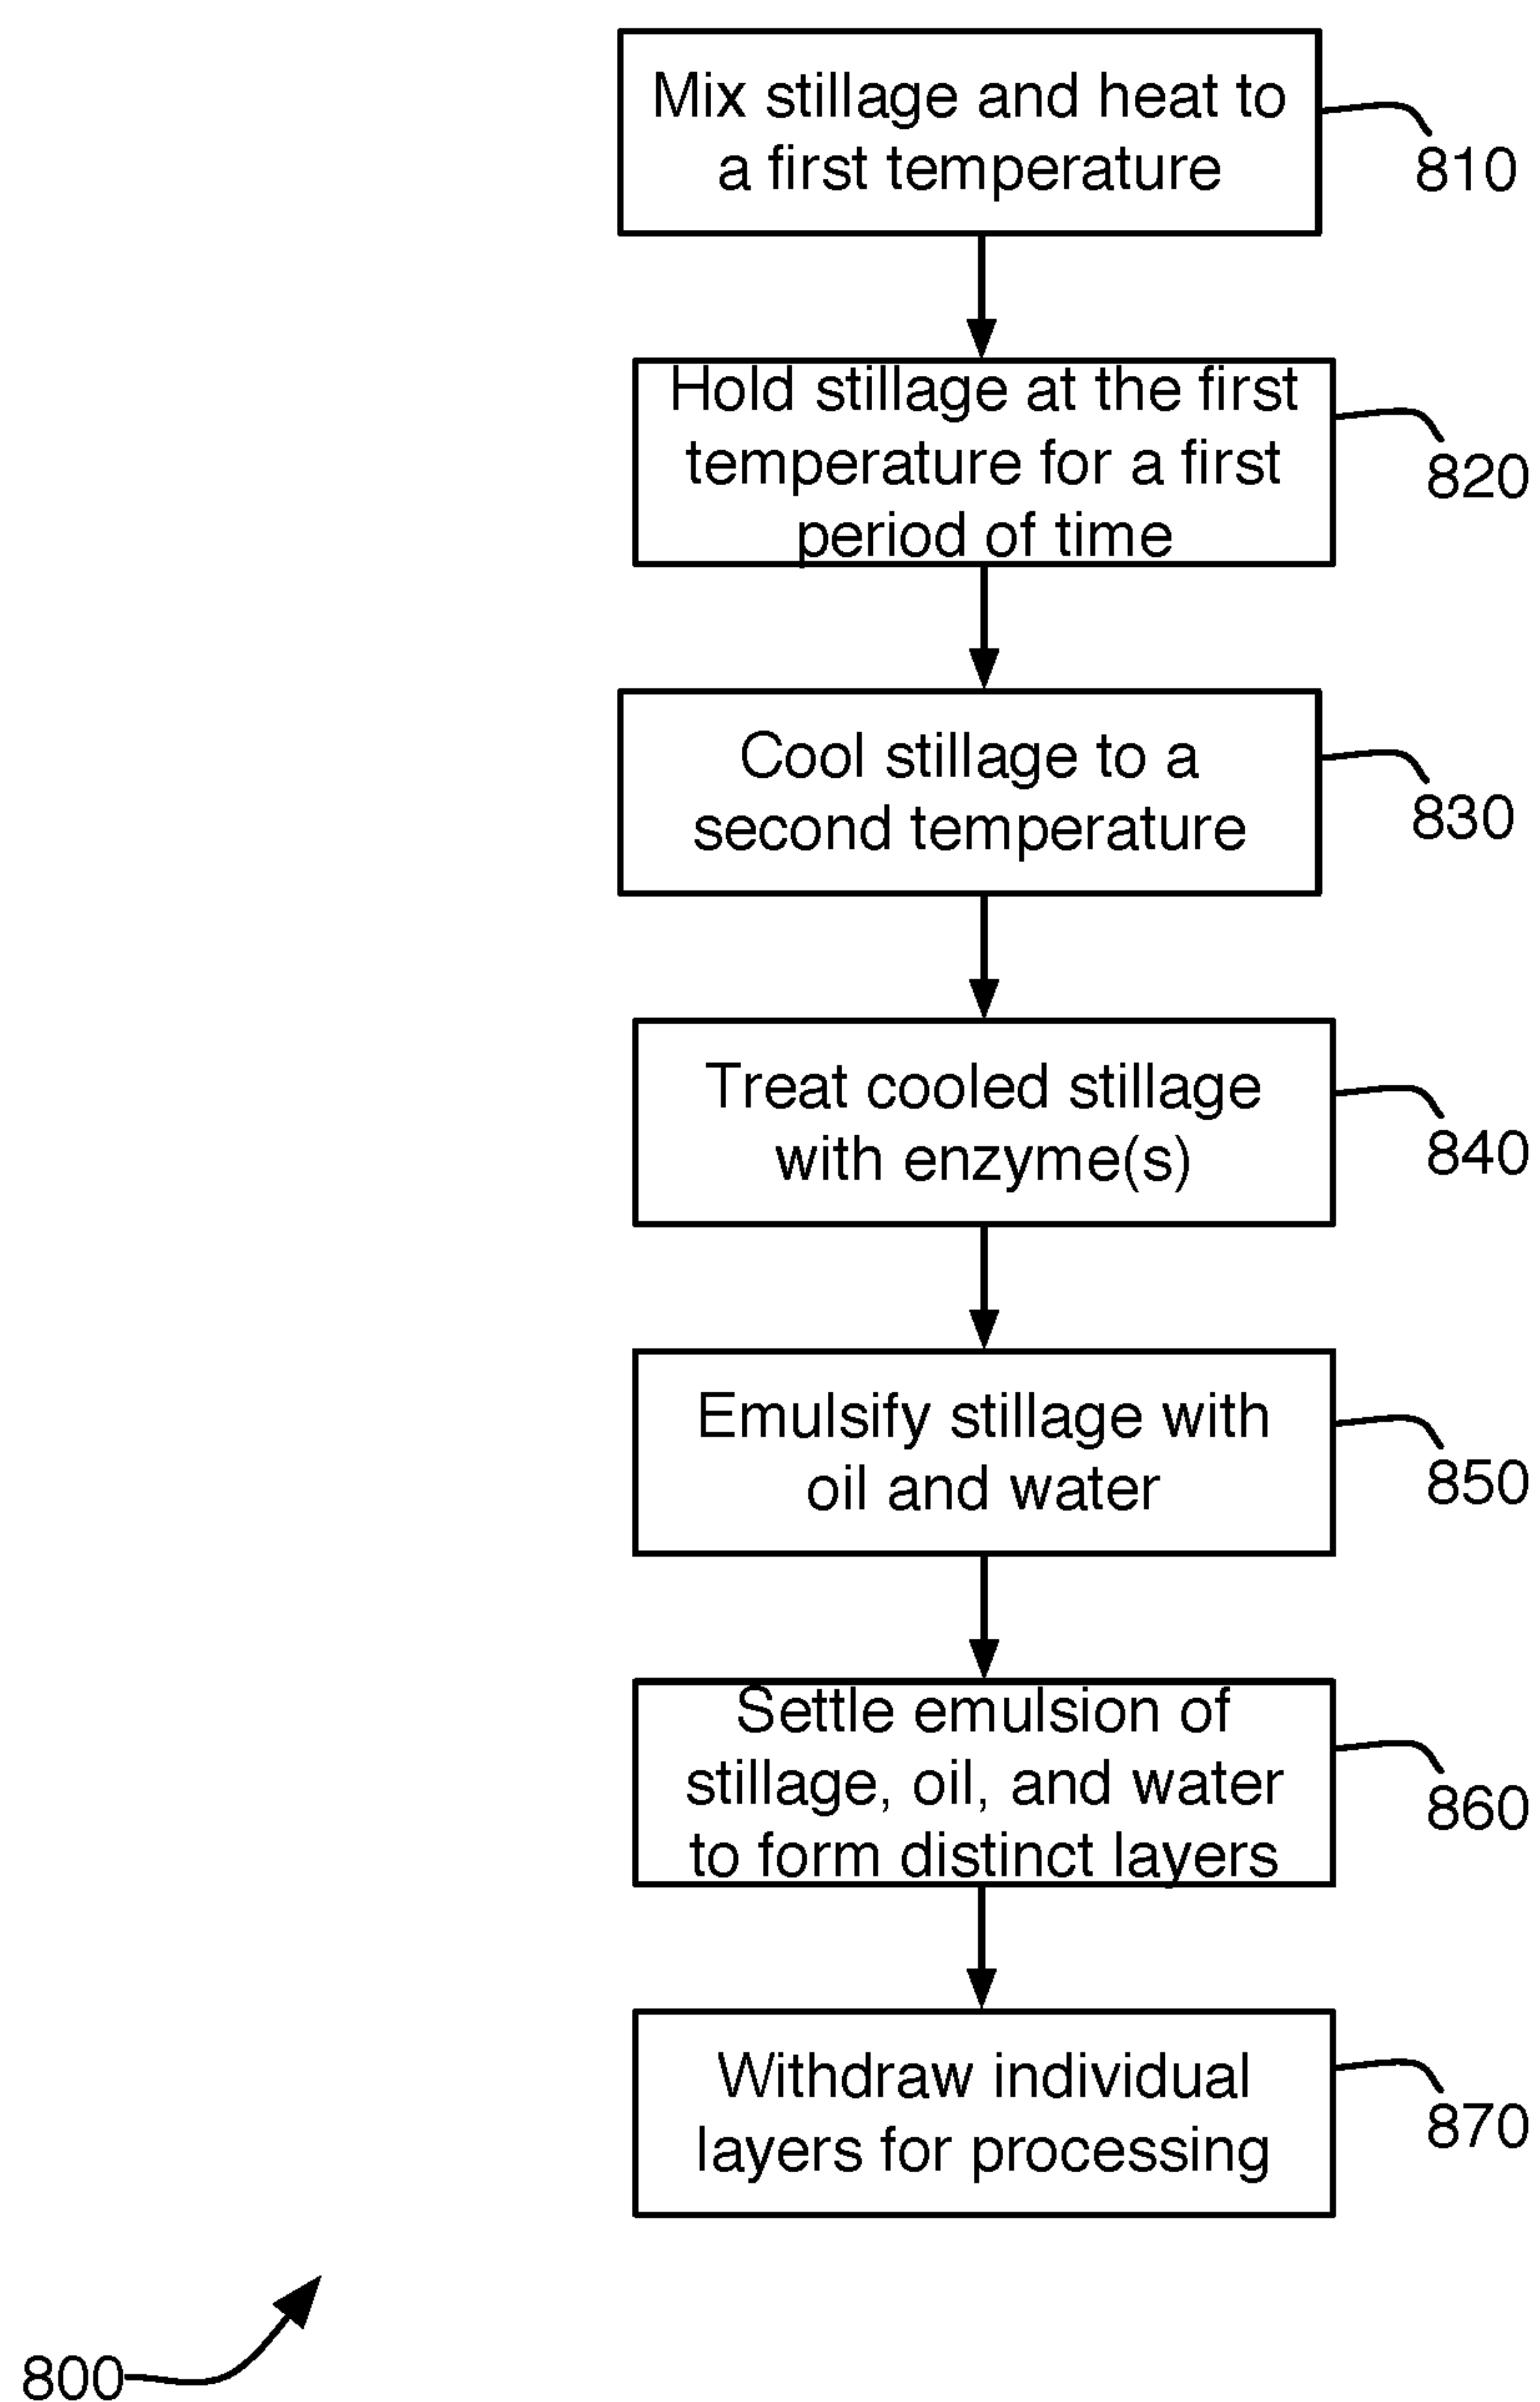 Mix stillage and heat to
a first temperature
810
Hold stillage at the first
temperature for a first
period of time
820
Cool stillage to a
second temperature
830
Treat cooled stillage
with enzyme(s)
840
Emulsify stillage with
oil and water
850
Settle emulsion of
stillage, oil, and water
to form distinct layers
860
Withdraw individual
layers for processing
870
800